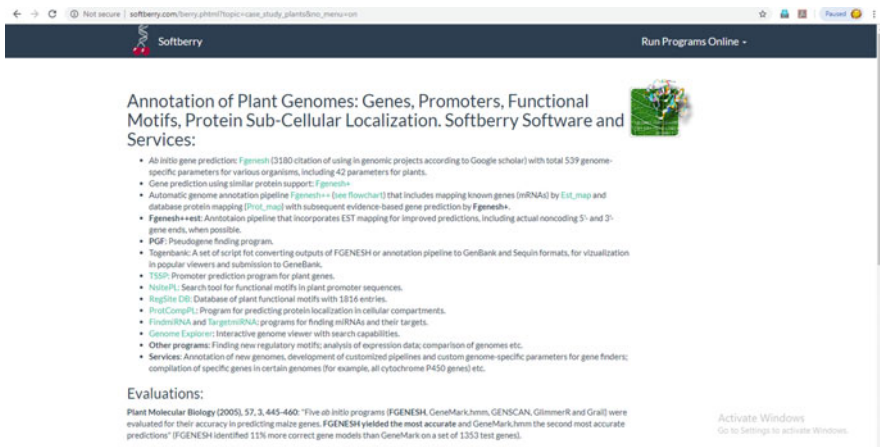 Not secure | softberry.com/berry.phtml?topic=case_study_plants&no_menu=on
Paused
Softberry
Run Programs Online
Annotation of Plant Genomes: Genes, Promoters, Functional
Motifs, Protein Sub-Cellular Localization. Softberry Software and
Services:
• Ab initio gene prediction: Fgenesh (3180 citation of using in genomic projects according to Google scholar) with total 539 genome-
specific parameters for various organisms, including 42 parameters for plants.
• Gene prediction using similar protein support: Fgenesh+
• Automatic genome annotation pipeline Fgenesh++ (see flowchart) that includes mapping known genes (mRNAs) by Est_map and
database protein mapping (Prot_map) with subsequent evidence-based gene prediction by Fgenesh+.
• Fgenesh++est: Anntotaion pipeline that incorporates EST mapping for improved predictions, including actual noncoding 5'- and 3'-
gene ends, when possible.
• PGF: Pseudogene finding program.
• Togenbank: A set of script fot converting outputs of FGENESH or annotation pipeline to GenBank and Sequin formats, for vizualization
in popular viewers and submission to GeneBank.
• TSSP: Promoter prediction program for plant genes.
• NsitePL: Search tool for functional motifs in plant promoter sequences.
• RegSite DB: Database of plant functional motifs with 1816 entries.
• ProtCompPL: Program for predicting protein localization in cellular compartments.
• FindmiRNA and TargetmiRNA: programs for finding miRNAs and their targets.
• Genome Explorer: Interactive genome viewer with search capabilities.
• Other programs: Finding new regulatory motifs; analysis of expression data; comparison of genomes etc.
• Services: Annotation of new genomes, development of customized pipelines and custom genome-specific parameters for gene finders;
compilation of specific genes in certain genomes (for example, all cytochrome P450 genes) etc.
Evaluations:
Plant Molecular Biology (2005), 57, 3, 445-460: "Five ab initio programs (FGENESH, GeneMark.hmm, GENSCAN, GlimmerR and Grail) were
evaluated for their accuracy in predicting maize genes. FGENESH yielded the most accurate and GeneMark.hmm the second most accurate
predictions" (FGENESH identified 11% more correct gene models than GeneMark on a set of 1353 test genes).
Activate Windows
Go to Settings to activate Windows.